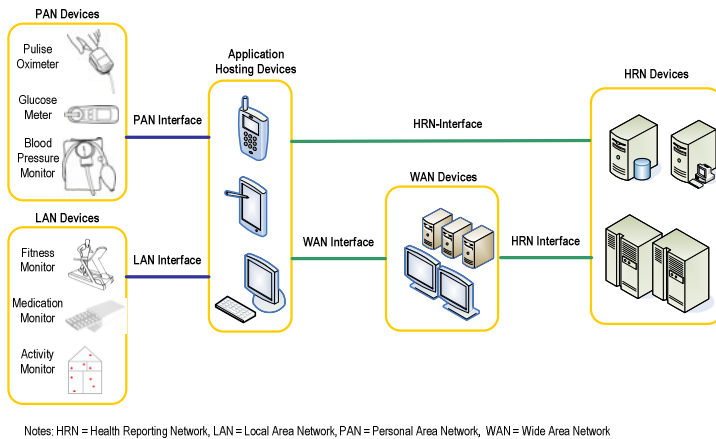 PAN Devices
Pulise
Oximeter
Glucose
Meter
Blood
Pressure
Monitor
PAN Interface
LAN Devices
Fitness
Monitor
Medication
Monitor
Activity
Monitor
LAN Interface
Application
Hosting Devices
HRN-Interface
WAN Interface
WAN Devices
HRN Interface
HRN Devices
Notes: HRN = Health Reporting Network, LAN = Local Area Network, PAN = Personal Area Network, WAN = Wide Area Network